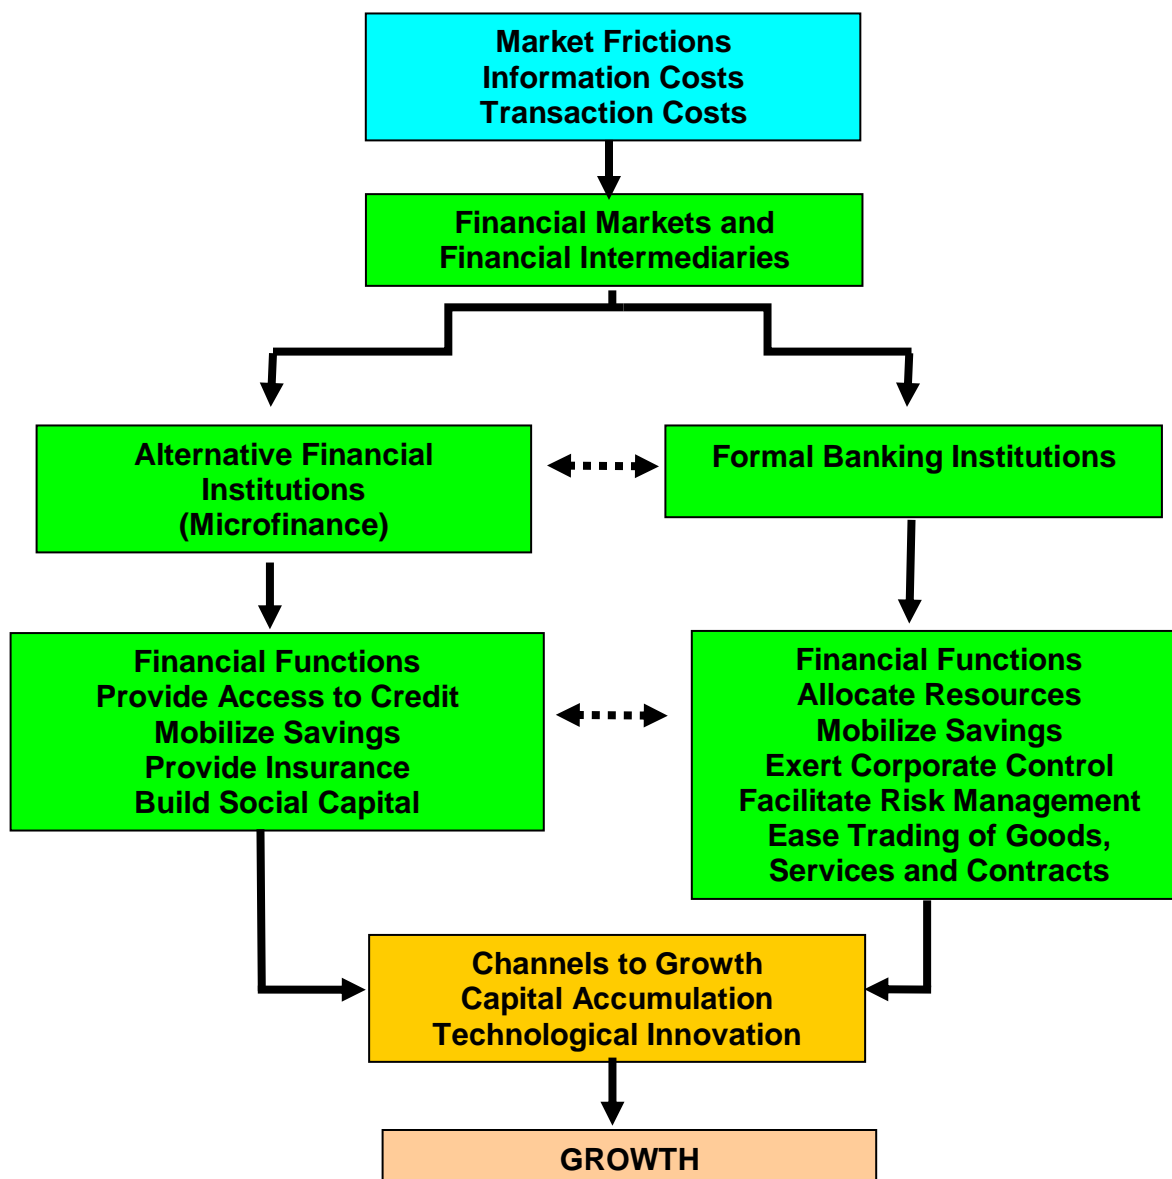 Market Frictions
Information Costs
Transaction Costs
Financial Markets and
Financial Intermediaries
Alternative Financial
Institutions
(Microfinance)
Formal Banking Institutions
Financial Functions
Provide Access to Credit
Mobilize Savings
Provide Insurance
Build Social Capital
Financial Functions
Allocate Resources
Mobilize Savings
Exert Corporate Control
Facilitate Risk Management
Ease Trading of Goods,
Services and Contracts
Channels to Growth
Capital Accumulation
Technological Innovation
GROWTH